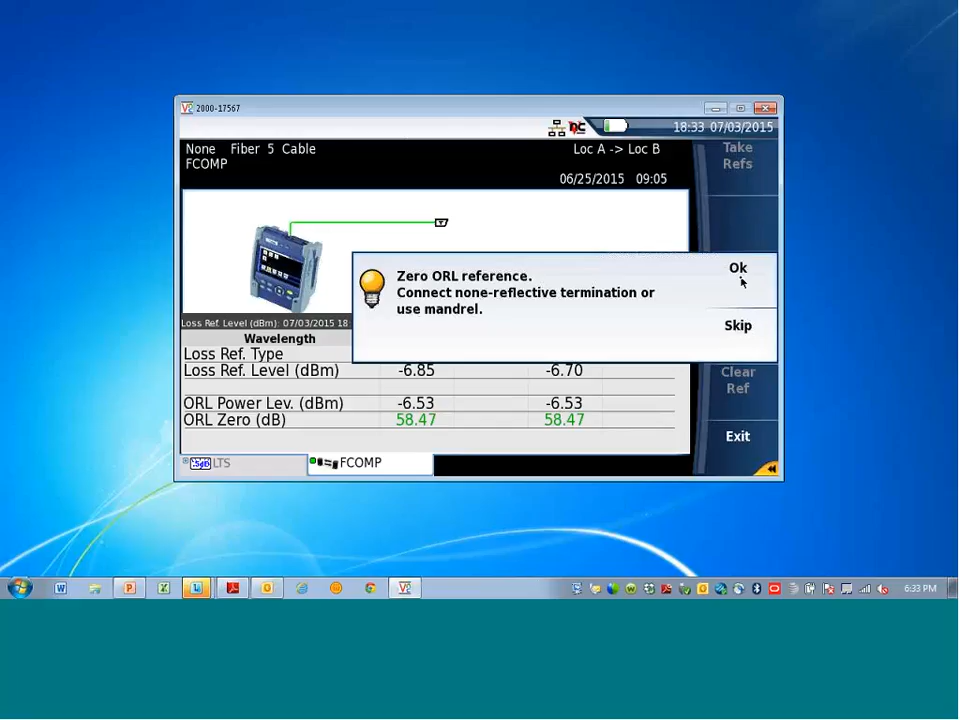 2000-17567
18:33 07/03/2015
None Fiber 5 Cable
Loc A -> Loc B
FCOMP
06/25/2015 09:05
Take
Refs
Zero ORL reference.
Connect none-reflective termination or
use mandrel.
Ok
Skip
Loss Ref. Level (dBm): 07/03/2015 18
Wavelength
Loss Ref. Type
Loss Ref. Level (dBm) -6.85 -6.70
ORL Power Lev. (dBm) -6.53 -6.53
ORL Zero (dB) 58.47 58.47
Clear
Ref
Exit
LTS
FCOMP
6:33 PM